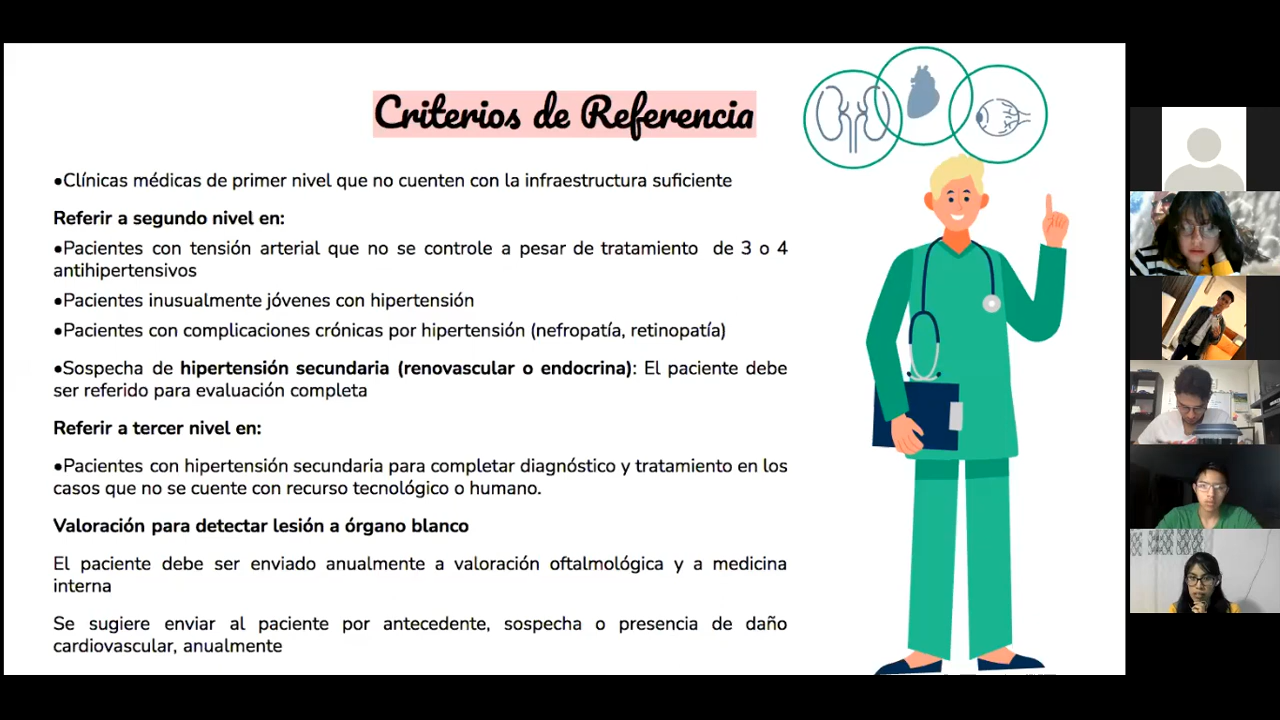 Criterios de Referencia
•Clínicas médicas de primer nivel que no cuenten con la infraestructura suficiente
Referir a segundo nivel en:
•Pacientes con tensión arterial que no se controle a pesar de tratamiento de 3 o 4
antihipertensivos
•Pacientes inusualmente jóvenes con hipertensión
•Pacientes con complicaciones crónicas por hipertensión (nefropatía, retinopatía)
•Sospecha de hipertensión secundaria (renovascular o endocrina): El paciente debe
ser referido para evaluación completa
Referir a tercer nivel en:
•Pacientes con hipertensión secundaria para completar diagnóstico y tratamiento en los
casos que no se cuente con recurso tecnológico o humano.
Valoración para detectar lesión a órgano blanco
El paciente debe ser enviado anualmente a valoración oftalmológica y a medicina
interna
Se sugiere enviar al paciente por antecedente, sospecha o presencia de daño
cardiovascular, anualmente